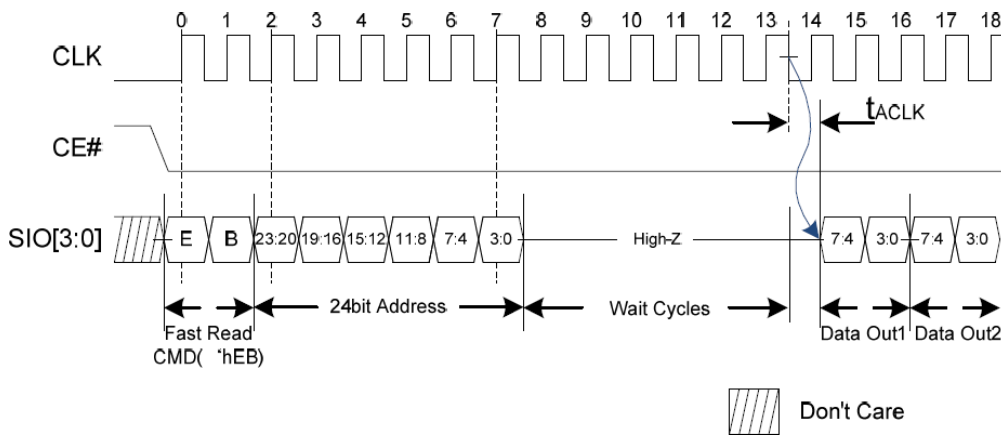 0 1 2 3 4 5 6 7 8 9 10 11 12 13 14 15 16 17 18
CLK
tACLK
CE#
SIO[3:0] E B 23:20 19:16 15:12 11:8 7:4 3:0 High-Z 7:4 3:0 7:4 3:0
Fast Read 24bit Address Wait Cycles Data Out1 Data Out2
CMD( 'hEB)
Don't Care